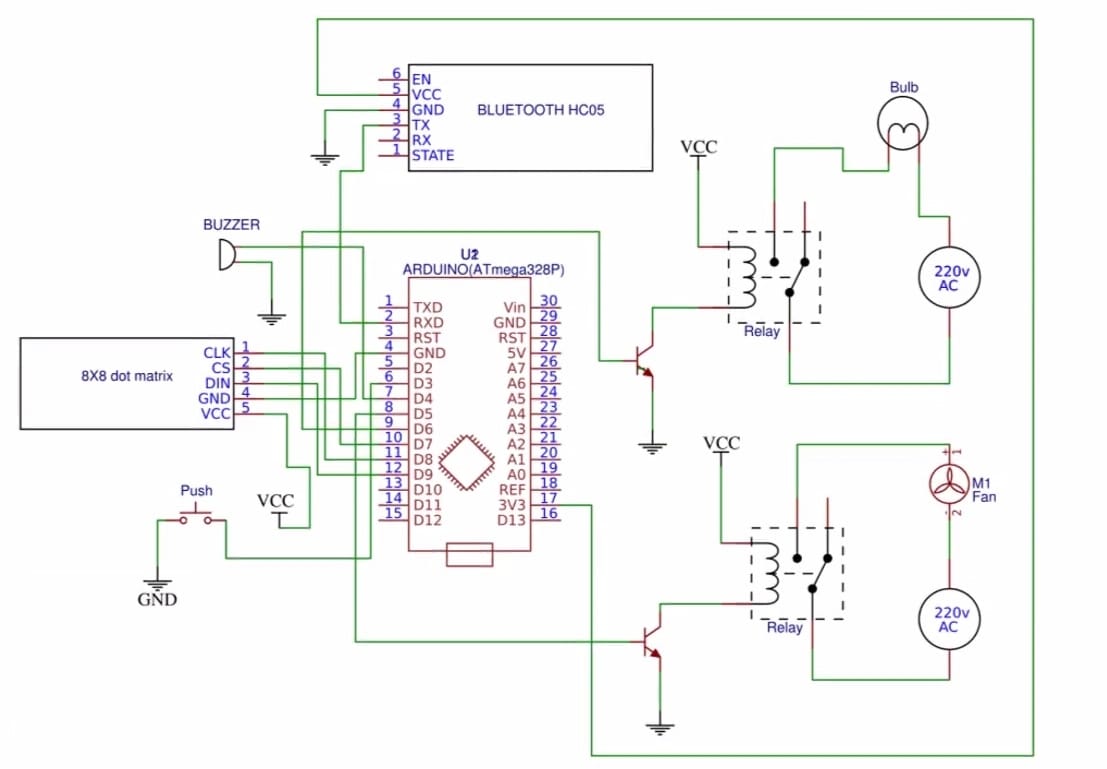 6 EN
5 VCC
4 GND
3 TX
2 RX
1 STATE
BLUETOOTH HC05
Bulb
VCC
220v
AC
Relay
BUZZER
ARDUINO(ATmega328P)
1 TXD
2 RXD
3 RST
4 GND
5 D2
6 D3
7 D4
8 D5
9 D6
10 D7
11 D8
12 D9
13 D10
14 D11
15 D12
Vin 30
GND 29
RST 28
5V 27
A7 26
A6 25
A5 24
A4 23
A3 22
A2 21
A1 20
A0 19
REF 18
3V3 17
D13 16
8X8 dot matrix
CLK 1
CS 2
DIN 3
GND 4
VCC 5
Push
VCC
GND
VCC
+ 1
M1
Fan
- 2
220v
AC
Relay